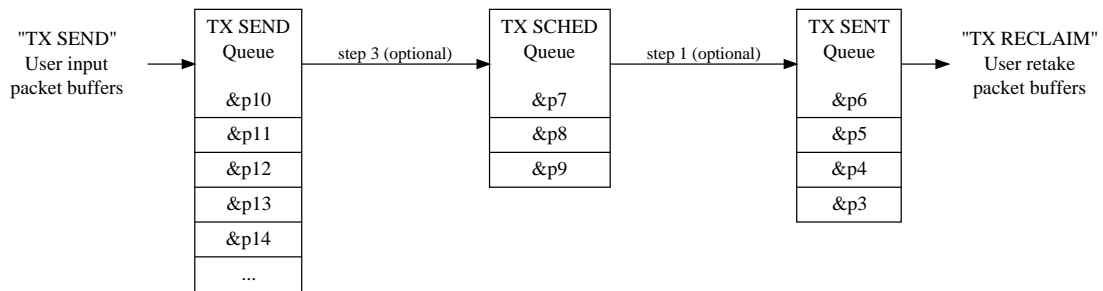 "TX SEND"
User input
packet buffers
TX SEND
Queue
&p10
&p11
&p12
&p13
&p14
...
step 3 (optional)
TX SCHED
Queue
&p7
&p8
&p9
step 1 (optional)
TX SENT
Queue
&p6
&p5
&p4
&p3
"TX RECLAIM"
User retake
packet buffers